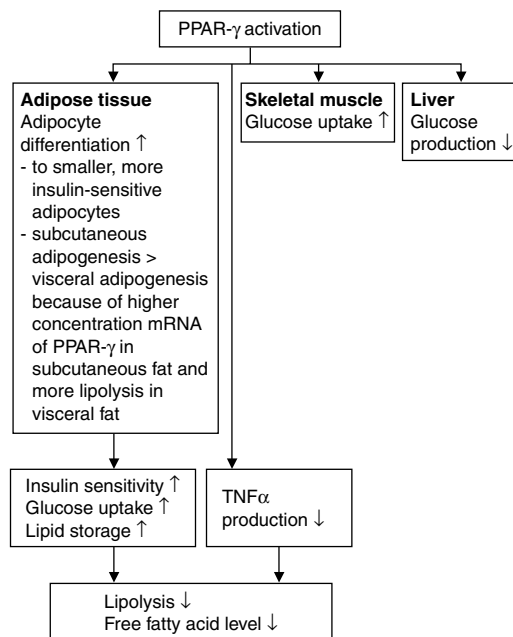 PPAR-γ activation
Adipose tissue
Adipocyte
differentiation ↑
- to smaller, more
insulin-sensitive
adipocytes
- subcutaneous
adipogenesis >
visceral adipogenesis
because of higher
concentration mRNA
of PPAR-γ in
subcutaneous fat and
more lipolysis in
visceral fat
Skeletal muscle
Glucose uptake ↑
Liver
Glucose
production ↓
Insulin sensitivity ↑
Glucose uptake ↑
Lipid storage ↑
TNFα
production ↓
Lipolysis ↓
Free fatty acid level ↓